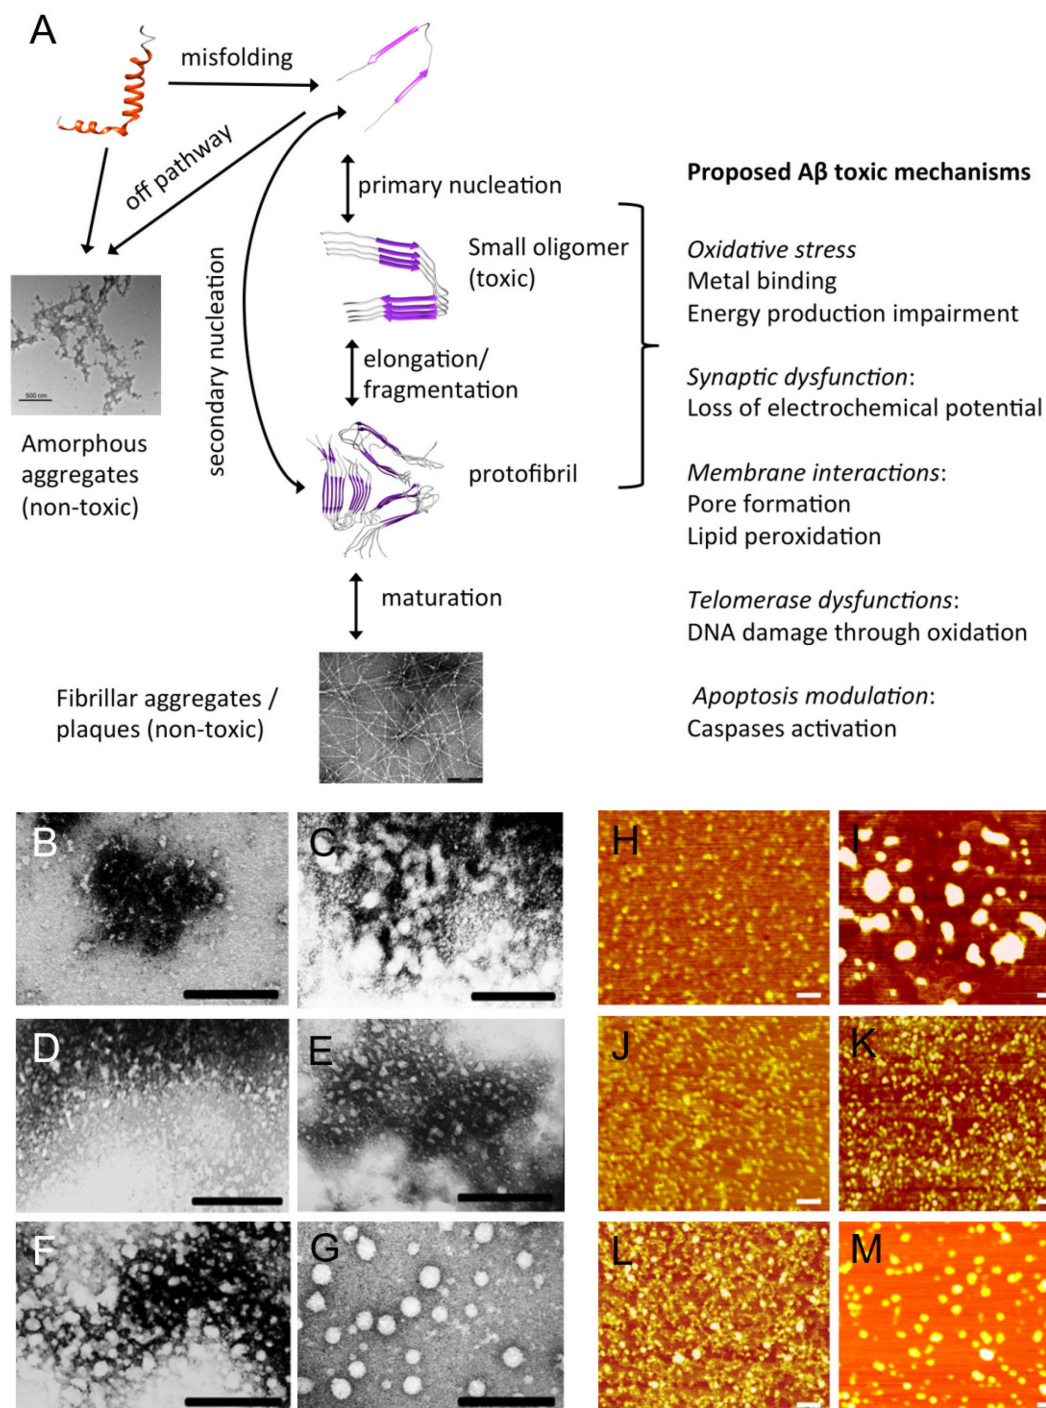 A
misfolding
off pathway
primary nucleation
secondary nucleation
Small oligomer
(toxic)
elongation/
fragmentation
500 nm
Amorphous
aggregates
(non-toxic)
protofibril
maturation
Fibrillar aggregates /
plaques (non-toxic)
Proposed Aβ toxic mechanisms
Oxidative stress
Metal binding
Energy production impairment
Synaptic dysfunction:
Loss of electrochemical potential
Membrane interactions:
Pore formation
Lipid peroxidation
Telomerase dysfunctions:
DNA damage through oxidation
Apoptosis modulation:
Caspases activation
B
C
H
I
D
E
J
K
F
G
L
M